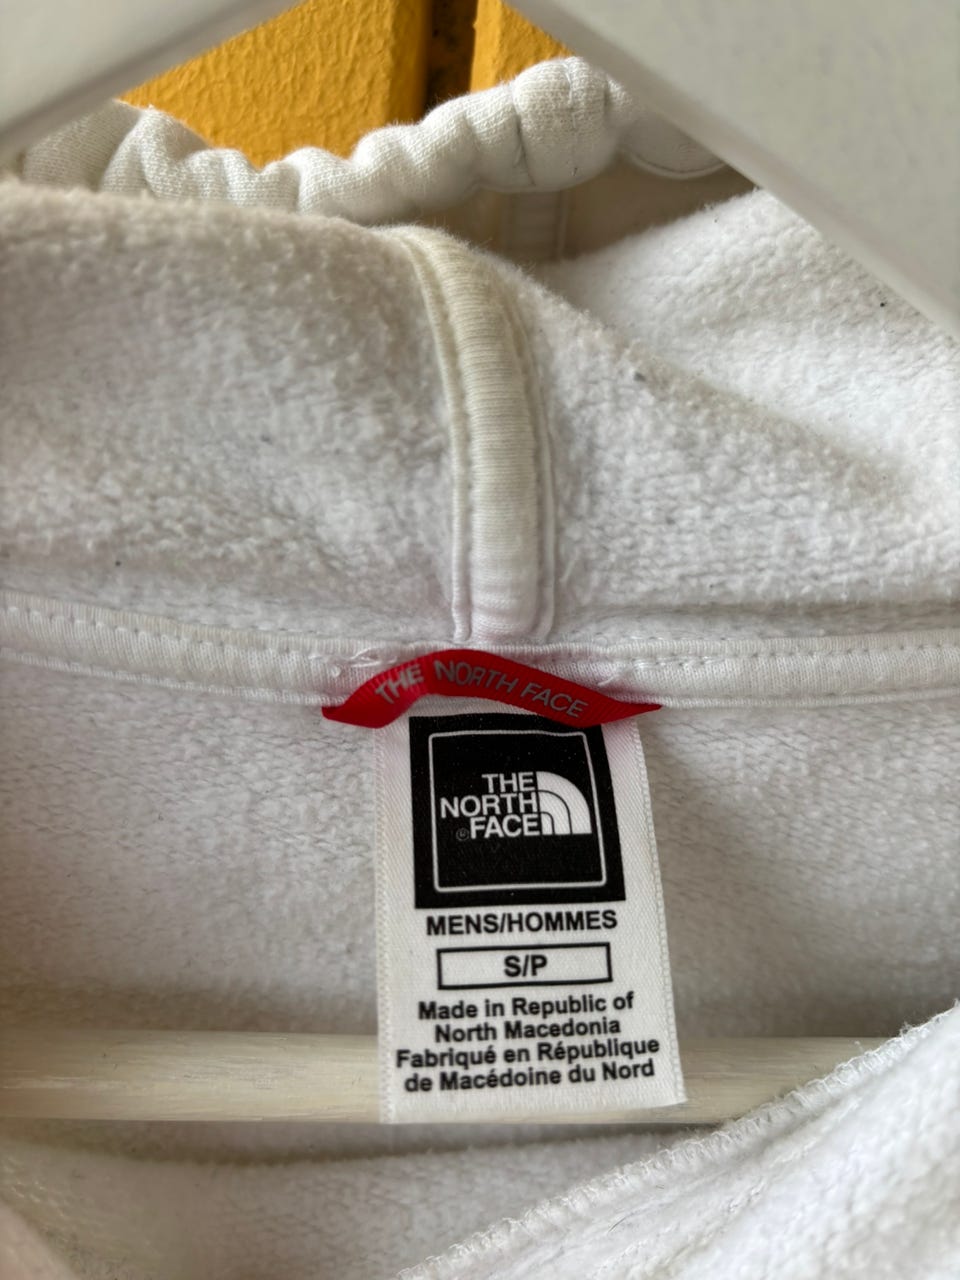 THE NORTH FACE
THE
NORTH
FACE
MENS/HOMMES
S/P
Made in Republic of
North Macedonia
Fabriqué en République
de Macédoine du Nord